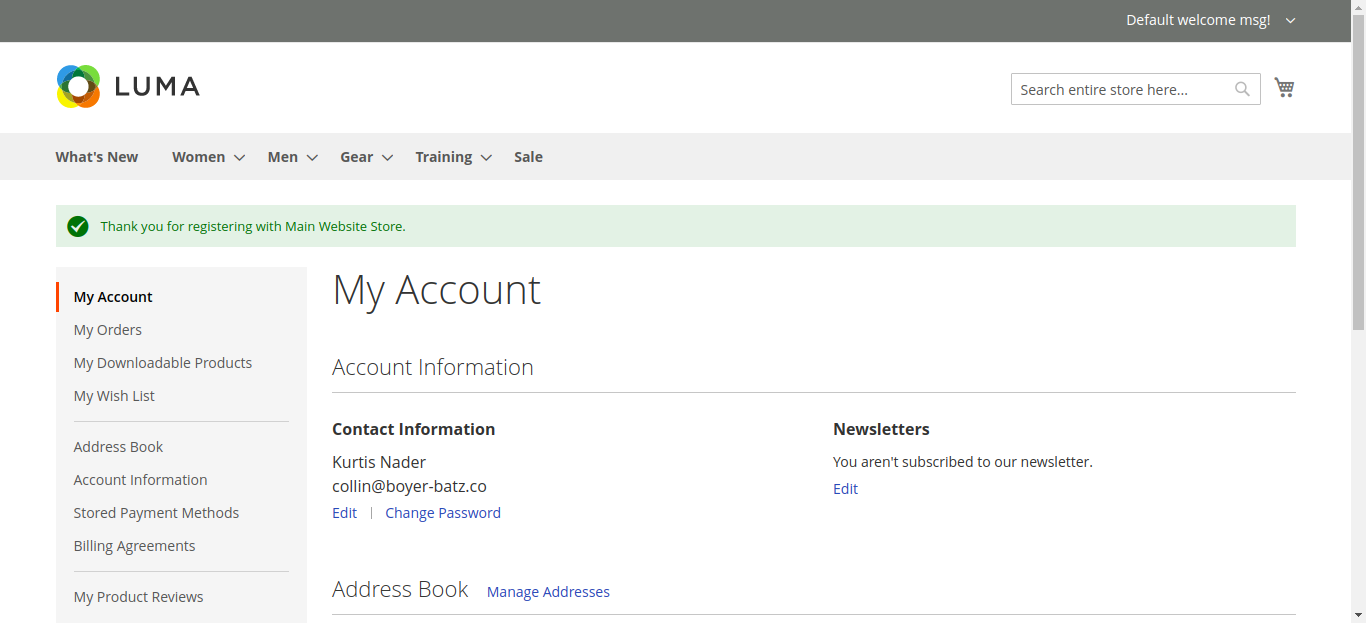 Default welcome msg!
LUMA
Search entire store here...
What's New Women Men Gear Training Sale
Thank you for registering with Main Website Store.
My Account
My Orders
My Downloadable Products
My Wish List
Address Book
Account Information
Stored Payment Methods
Billing Agreements
My Product Reviews
My Account
Account Information
Contact Information
Kurtis Nader
collin@boyer-batz.co
Edit | Change Password
Newsletters
You aren't subscribed to our newsletter.
Edit
Address Book Manage Addresses